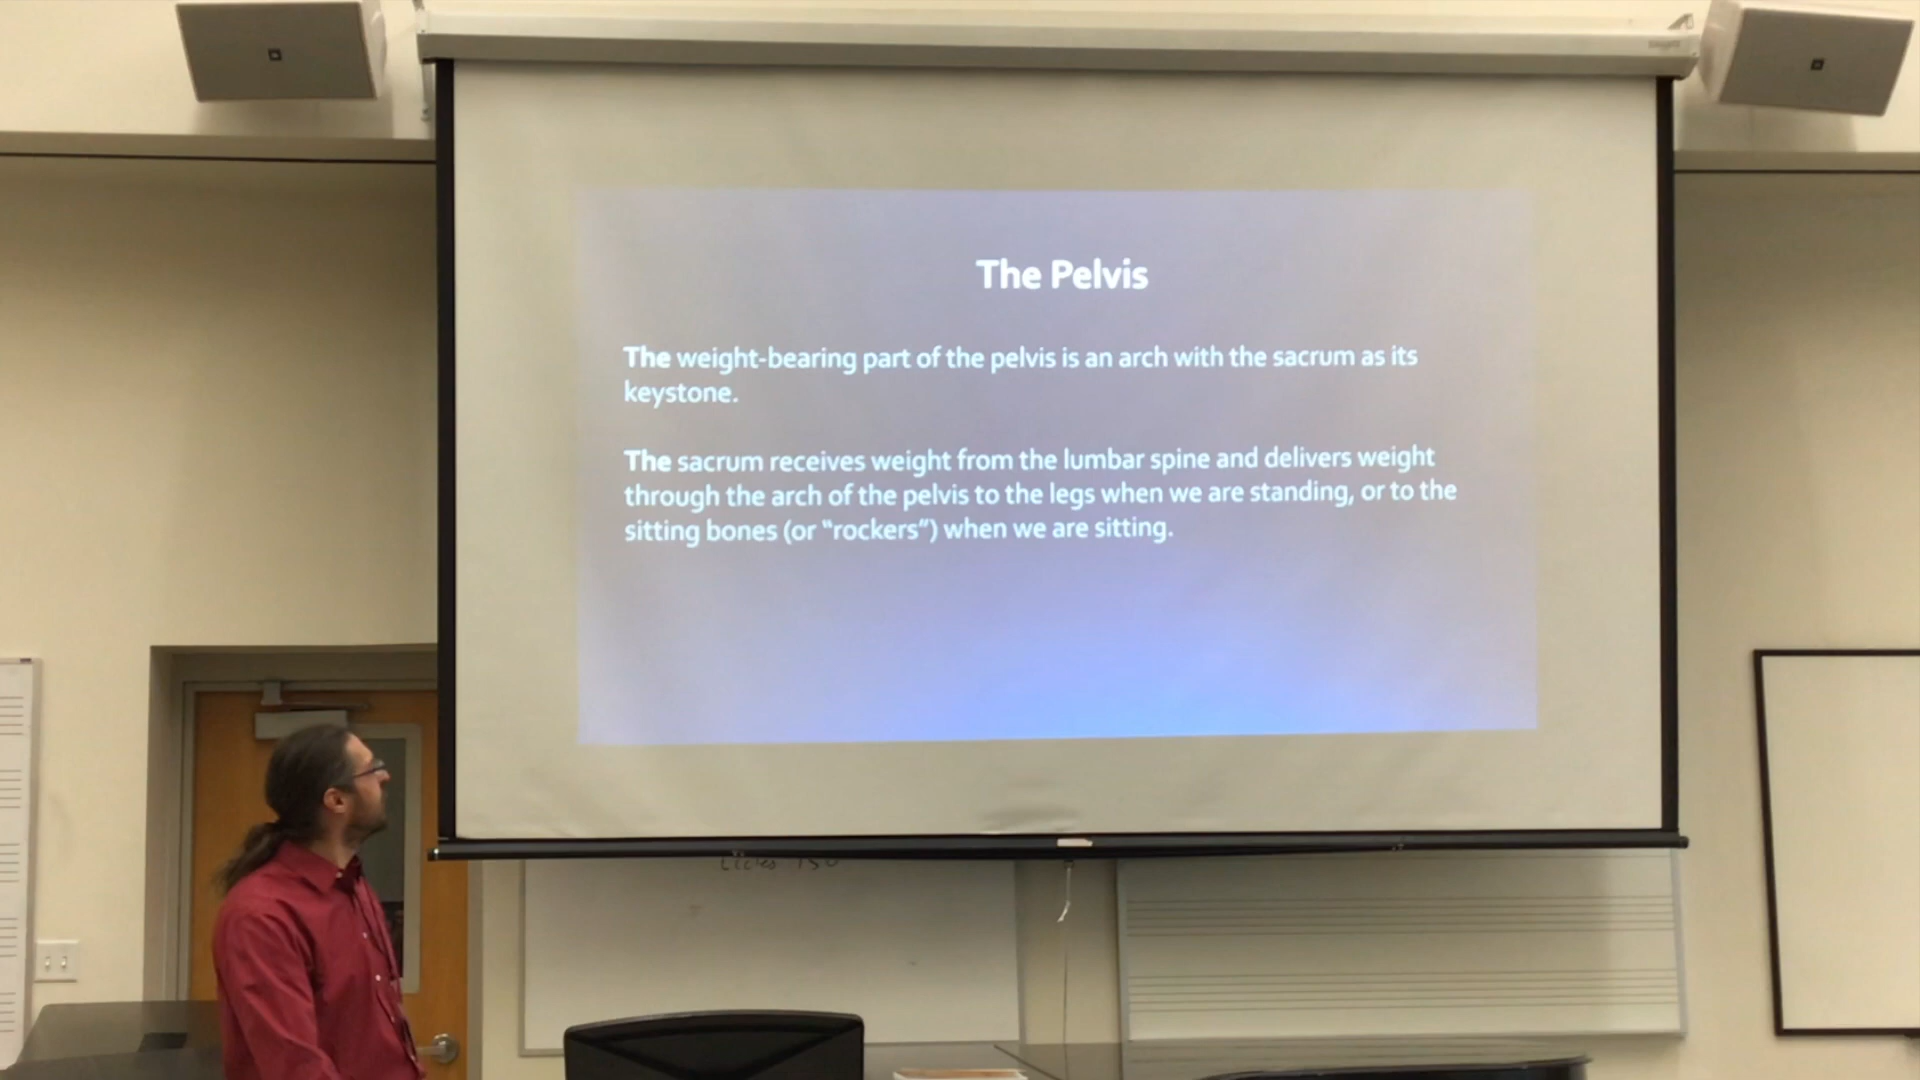 The Pelvis
The weight-bearing part of the pelvis is an arch with the sacrum as its
keystone.
The sacrum receives weight from the lumbar spine and delivers weight
through the arch of the pelvis to the legs when we are standing, or to the
sitting bones (or “rockers”) when we are sitting.